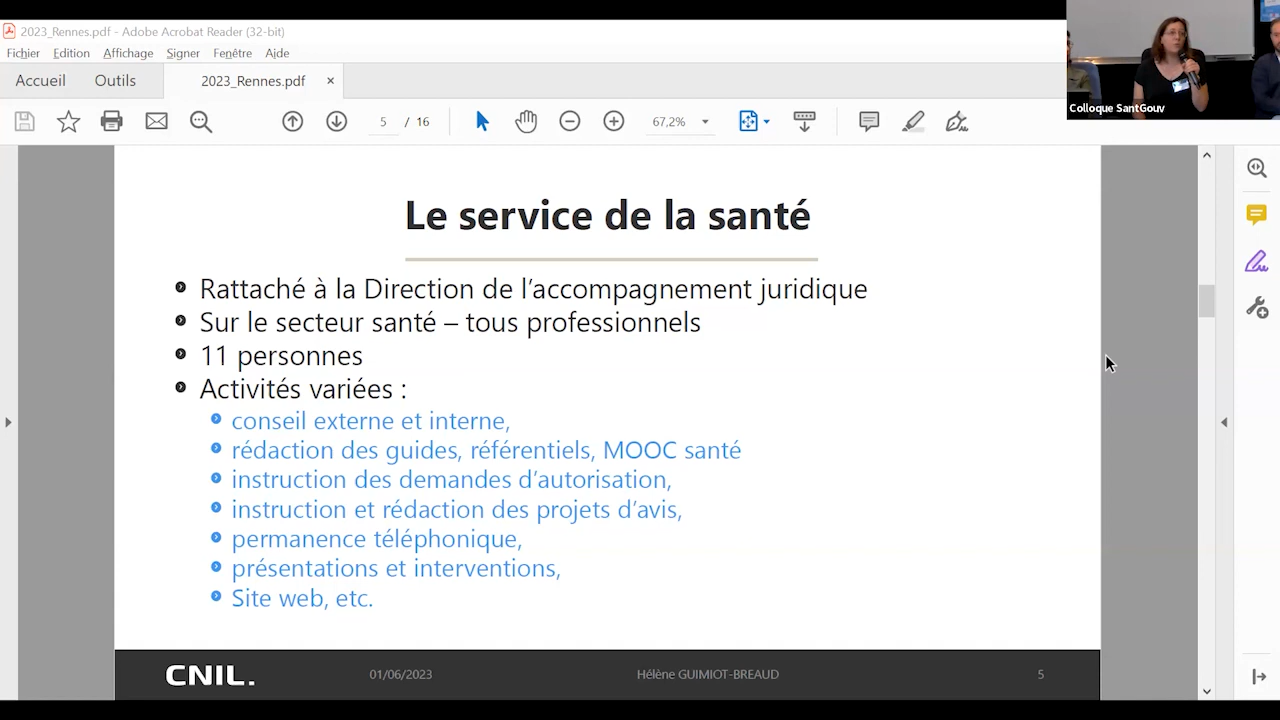 2023_Rennes.pdf - Adobe Acrobat Reader (32-bit)
Fichier Edition Affichage Signer Fenêtre Aide
Accueil Outils 2023_Rennes.pdf ×
5 / 16 67,2%
Colloque SantGouv
Le service de la santé
Rattaché à la Direction de l'accompagnement juridique
Sur le secteur santé – tous professionnels
11 personnes
Activités variées :
conseil externe et interne,
rédaction des guides, référentiels, MOOC santé
instruction des demandes d'autorisation,
instruction et rédaction des projets d'avis,
permanence téléphonique,
présentations et interventions,
Site web, etc.
CNIL. 01/06/2023 Hélène GUIMIOT-BREAUD 5